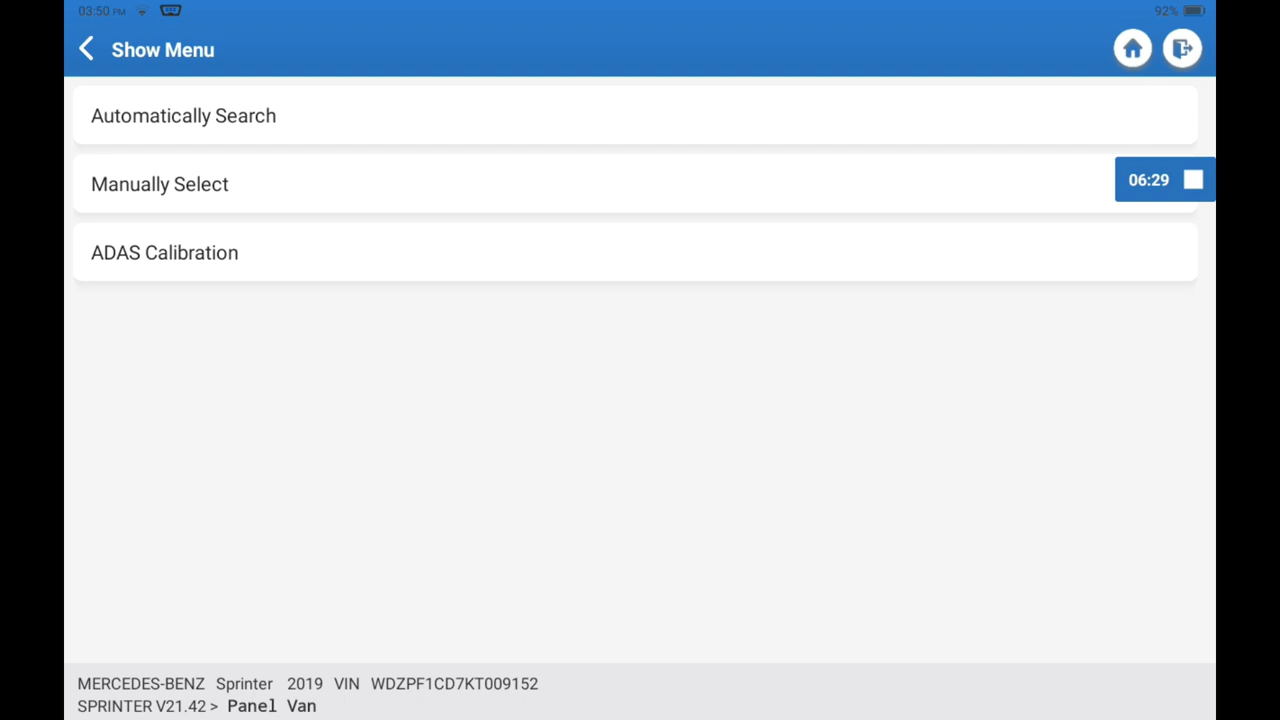 03:50 PM 92%
Show Menu
Automatically Search
Manually Select
06:29
ADAS Calibration
MERCEDES-BENZ Sprinter 2019 VIN WDZPF1CD7KT009152
SPRINTER V21.42 > Panel Van